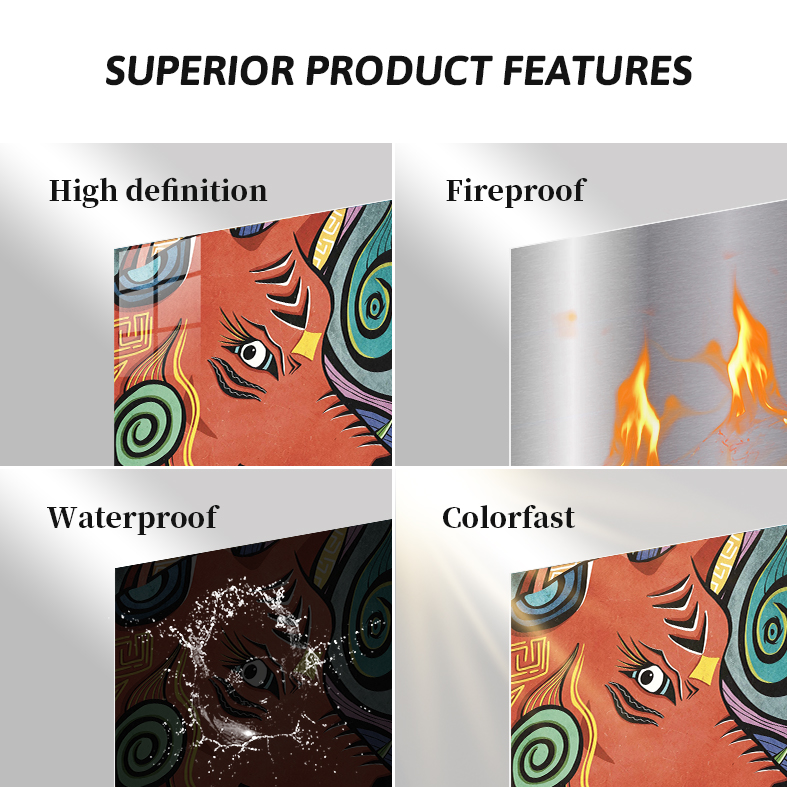 SUPERIOR PRODUCT FEATURES
High definition
Fireproof
Waterproof
Colorfast